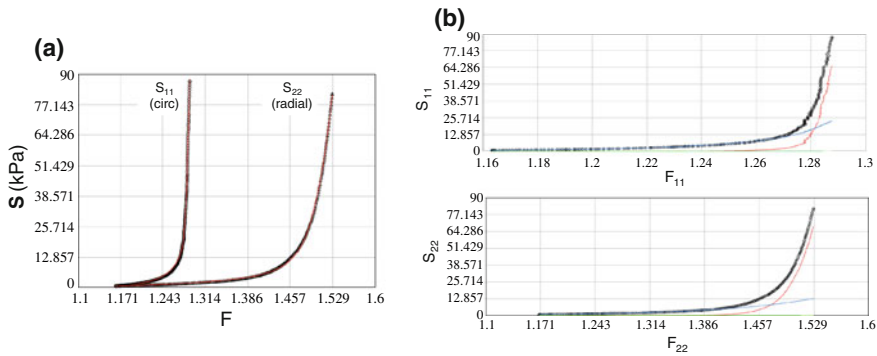 (a)
S (kPa)
90
77.143
64.286
51.429
38.571
25.714
12.857
0
S11 (circ)
S22 (radial)
1.1 1.171 1.243 1.314 1.386 1.457 1.529 1.6
F
(b)
S11
90
77.143
64.286
51.429
38.571
25.714
12.857
0
1.16 1.18 1.2 1.22 1.24 1.26 1.28 1.3
F11
S22
90
77.143
64.286
51.429
38.571
25.714
12.857
0
1.1 1.171 1.243 1.314 1.386 1.457 1.529 1.6
F22